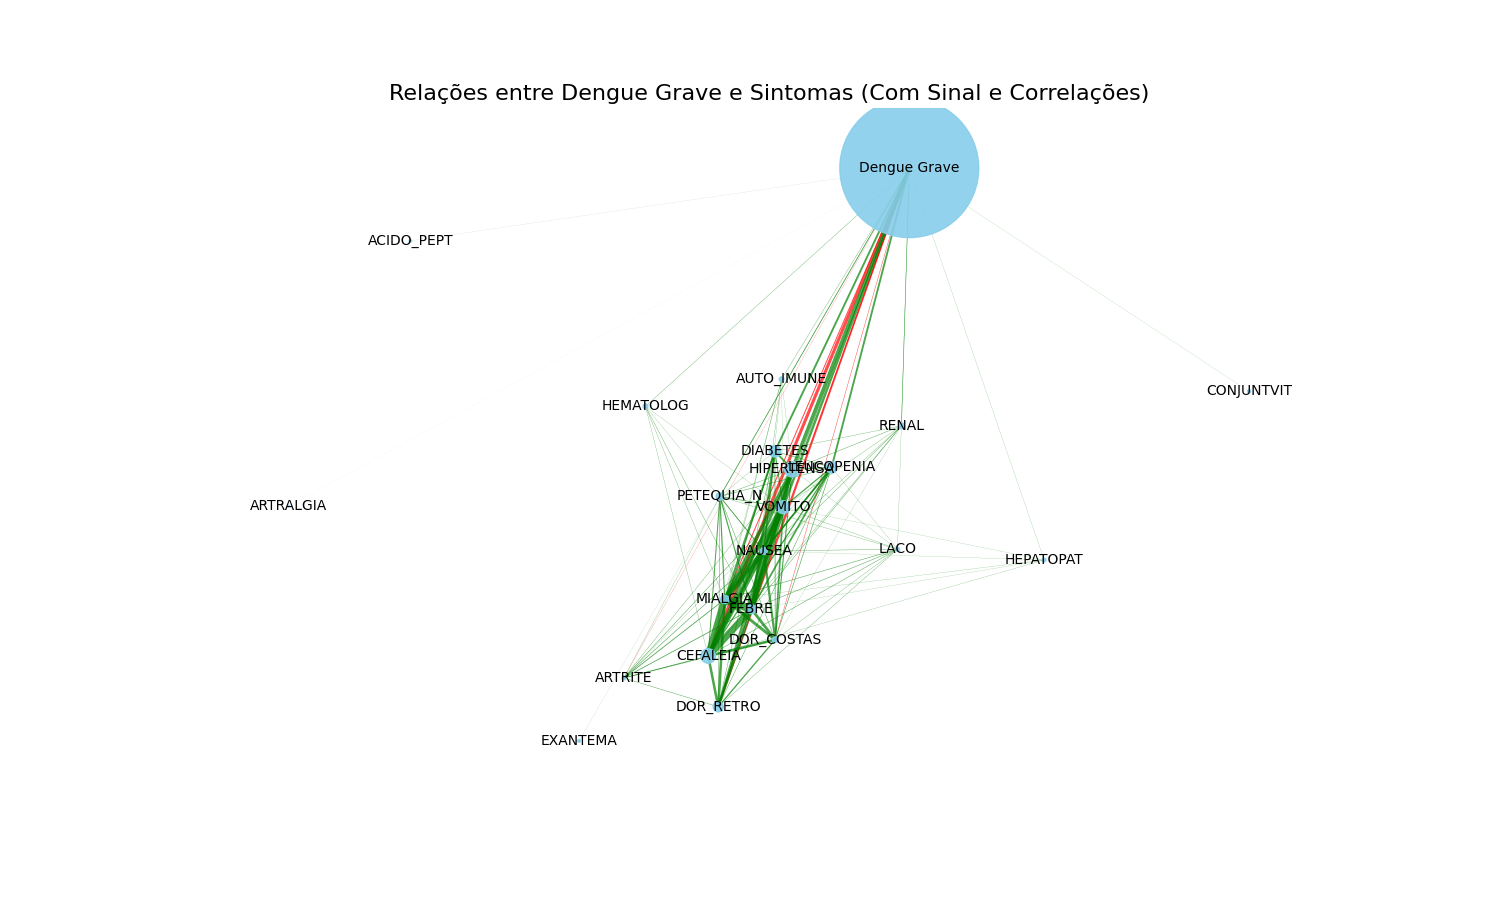 Relações entre Dengue Grave e Sintomas (Com Sinal e Correlações)
Dengue Grave
ACIDO_PEPT
AUTO_IMUNE
CONJUNTVIT
HEMATOLOG
RENAL
DIABETES
HIPERTENSA
LEUCOPENIA
PETEQUIA_N
VOMITO
ARTRALGIA
NAUSEA
LACO
HEPATOPAT
MIALGIA
FEBRE
DOR_COSTAS
CEFALEIA
ARTRITE
DOR_RETRO
EXANTEMA